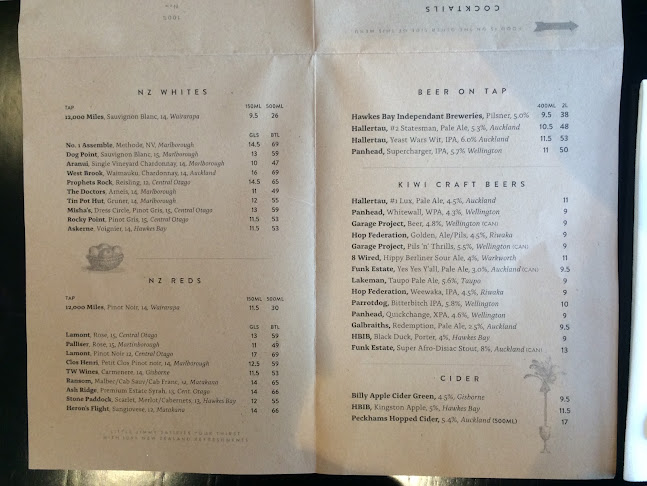 COCKTAILS
NZ WHITES
TAP 150ML 500ML
12,000 Miles, Sauvignon Blanc, 14, Wairarapa 9.5 26
GLS BTL
No. 1 Assemble, Methode, NV, Marlborough 14.5 69
Dog Point, Sauvignon Blanc, 15, Marlborough 13 59
Aransi, Single Vineyard Chardonnay, 14, Marlborough 10 47
West Brook, Waimauku, Chardonnay, 14, Auckland 16 69
Prophets Rock, Reisling, 12, Central Otago 14.5 65
The Doctors, Arneis, 14, Marlborough 11 49
Tin Pot Hut, Gruner, 14, Marlborough 12 55
Misha's, Dress Circle, Pinot Gris, 15, Central Otago 13 59
Rocky Point, Pinot Gris, 15, Central Otago 11.5 53
Askerne, Voignier, 14, Hawkes Bay 11.5 53
NZ REDS
TAP 150ML 500ML
12,000 Miles, Pinot Noir, 14, Wairarapa 11.5 30
GLS BTL
Lamont, Rose, 15, Central Otago 13 59
Palliser, Rose, 15, Martinborough 11 49
Lamont, Pinot Noir 12, Central Otago 17 69
Clos Henri, Petit Clos Pinot noir, 14, Marlborough 12.5 59
TW Wines, Carmenere, 14, Gisborne 11.5 53
Ransom, Malbec/Cab Sauv/Cab Franc, 12, Matakana 14 65
Ash Ridge, Premium Estate Syrah, 13, Cent. Otago 14 66
Stone Paddock, Scarlet, Merlot/Cabernets, 13, Hawkes Bay 12 55
Heron's Flight, Sangiovese, 12, Matakana 14 66
LITTLE JIMMY SATISFY YOUR THIRST
WITH 100% NEW ZEALAND REFRESHMENTS
BEER ON TAP
400ML 2L
Hawkes Bay Independant Breweries, Pilsner, 5.0% 9.5 38
Hallertau, #2 Statesman, Pale Ale, 5.3%, Auckland 10.5 48
Hallertau, Yeast Wars Wit, IPA, 6.0% Auckland 11.5 53
Panhead, Supercharger, IPA, 5.7% Wellington 11 50
KIWI CRAFT BEERS
Hallertau, #1 Lux, Pale Ale, 4.5%, Auckland 11
Panhead, Whitewall, WPA, 4.3%, Wellington 9
Garage Project, Beer, 4.8%, Wellington (CAN) 9
Hop Federation, Golden, Ale/Pils, 4.5%, Riwaka 9
Garage Project, Pils 'n' Thrills, 5.5%, Wellington (CAN) 9
8 Wired, Hippy Berliner Sour Ale, 4%, Warkworth 11
Funk Estate, Yes Yes Y'all, Pale Ale, 3.0%, Auckland (CAN) 9.5
Lakeman, Taupo Pale Ale, 5.6%, Taupo 9
Hop Federation, Weewaka, IPA, 4.5%, Riwaka 9
Parrotdog, Bitterbitch IPA, 5.8%, Wellington 10
Panhead, Quickchange, XPA, 4.6%, Wellington 9
Galbraiths, Redemption, Pale Ale, 2.5%, Auckland 9.5
HBIB, Black Duck, Porter, 4%, Hawkes Bay 9
Funk Estate, Super Afro-Disiac Stout, 8%, Auckland (CAN) 13
CIDER
Billy Apple Cider Green, 4.5%, Gisborne 9.5
HBIB, Kingston Apple, 5%, Hawkes Bay 11.5
Peckhams Hopped Cider, 5.4%, Auckland (500ML) 17